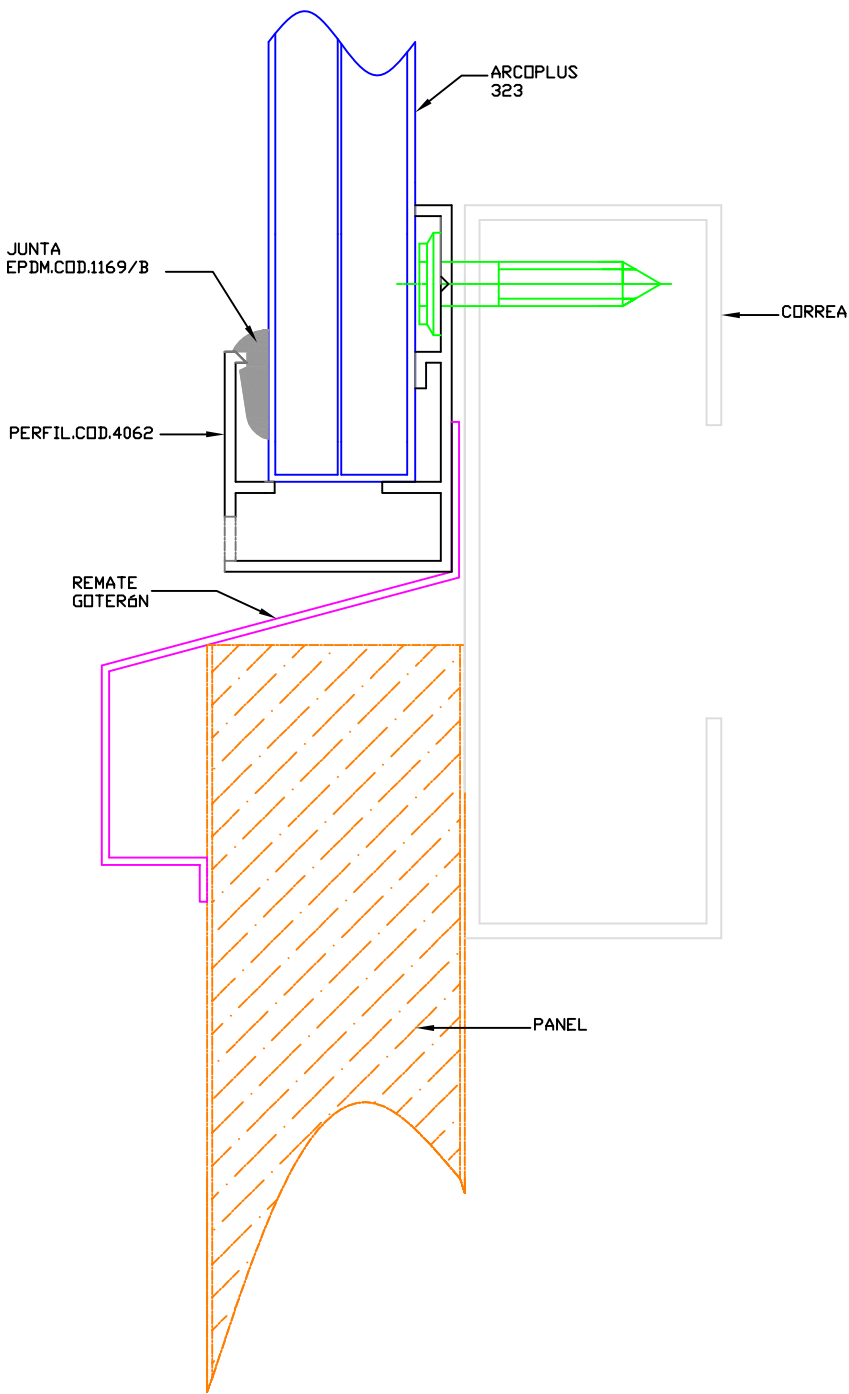 ARCOPLUS
323
JUNTA
EPDM.COD.1169/B
CORREA
PERFIL.COD.4062
REMATE
GOTERóN
PANEL